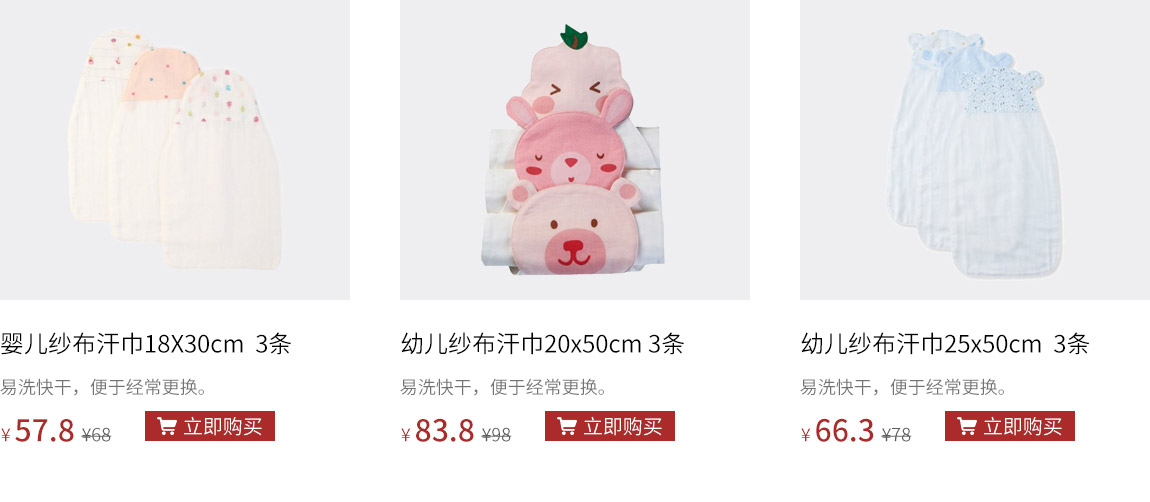 婴儿纱布汗巾18X30cm 3条
易洗快干，便于经常更换。
¥57.8 ¥68 立即购买
幼儿纱布汗巾20x50cm 3条
易洗快干，便于经常更换。
¥83.8 ¥98 立即购买
幼儿纱布汗巾25x50cm 3条
易洗快干，便于经常更换。
¥66.3 ¥78 立即购买